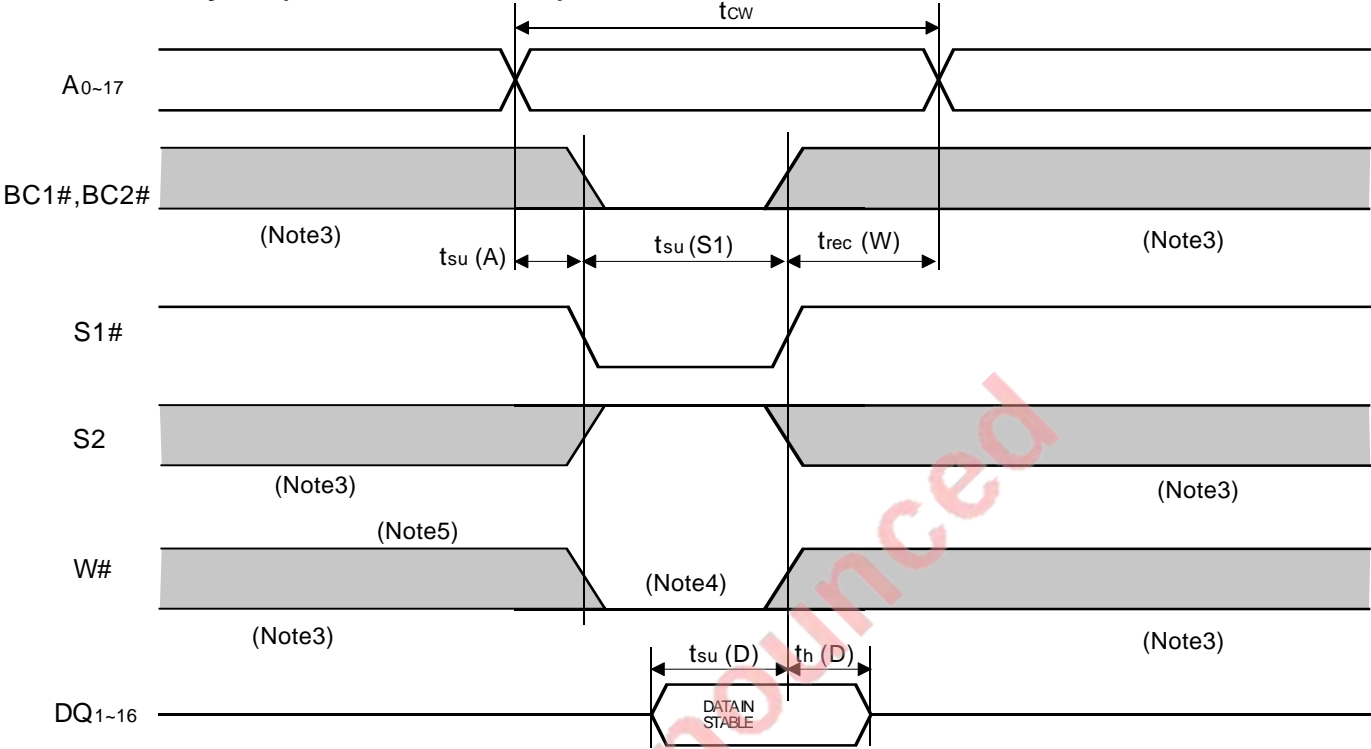 tCW
A0~17
BC1#,BC2#
(Note3)
tsu (A)
tsu (S1)
trec (W)
(Note3)
S1#
S2
(Note3)
(Note3)
(Note5)
W#
(Note4)
(Note3)
(Note3)
tsu (D)
th (D)
DQ1~16
DATA IN
STABLE
nounced